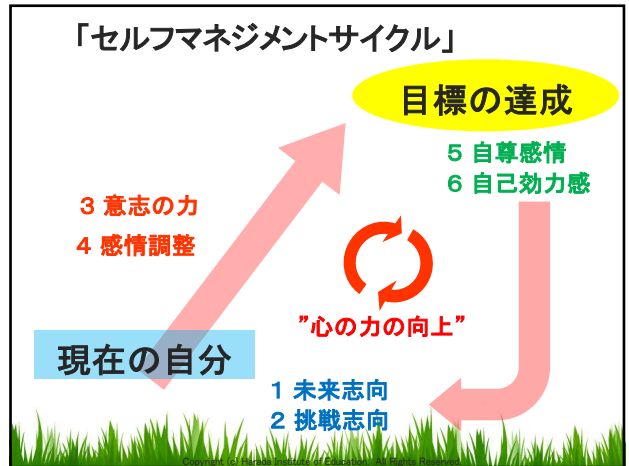 「セルフマネジメントサイクル」
目標の達成
５ 自尊感情
６ 自己効力感
３ 意志の力
４ 感情調整
”心の力の向上”
現在の自分
１ 未来志向
２ 挑戦志向
Copyright (c) Harada Institute of Education. All Rights Reserved.